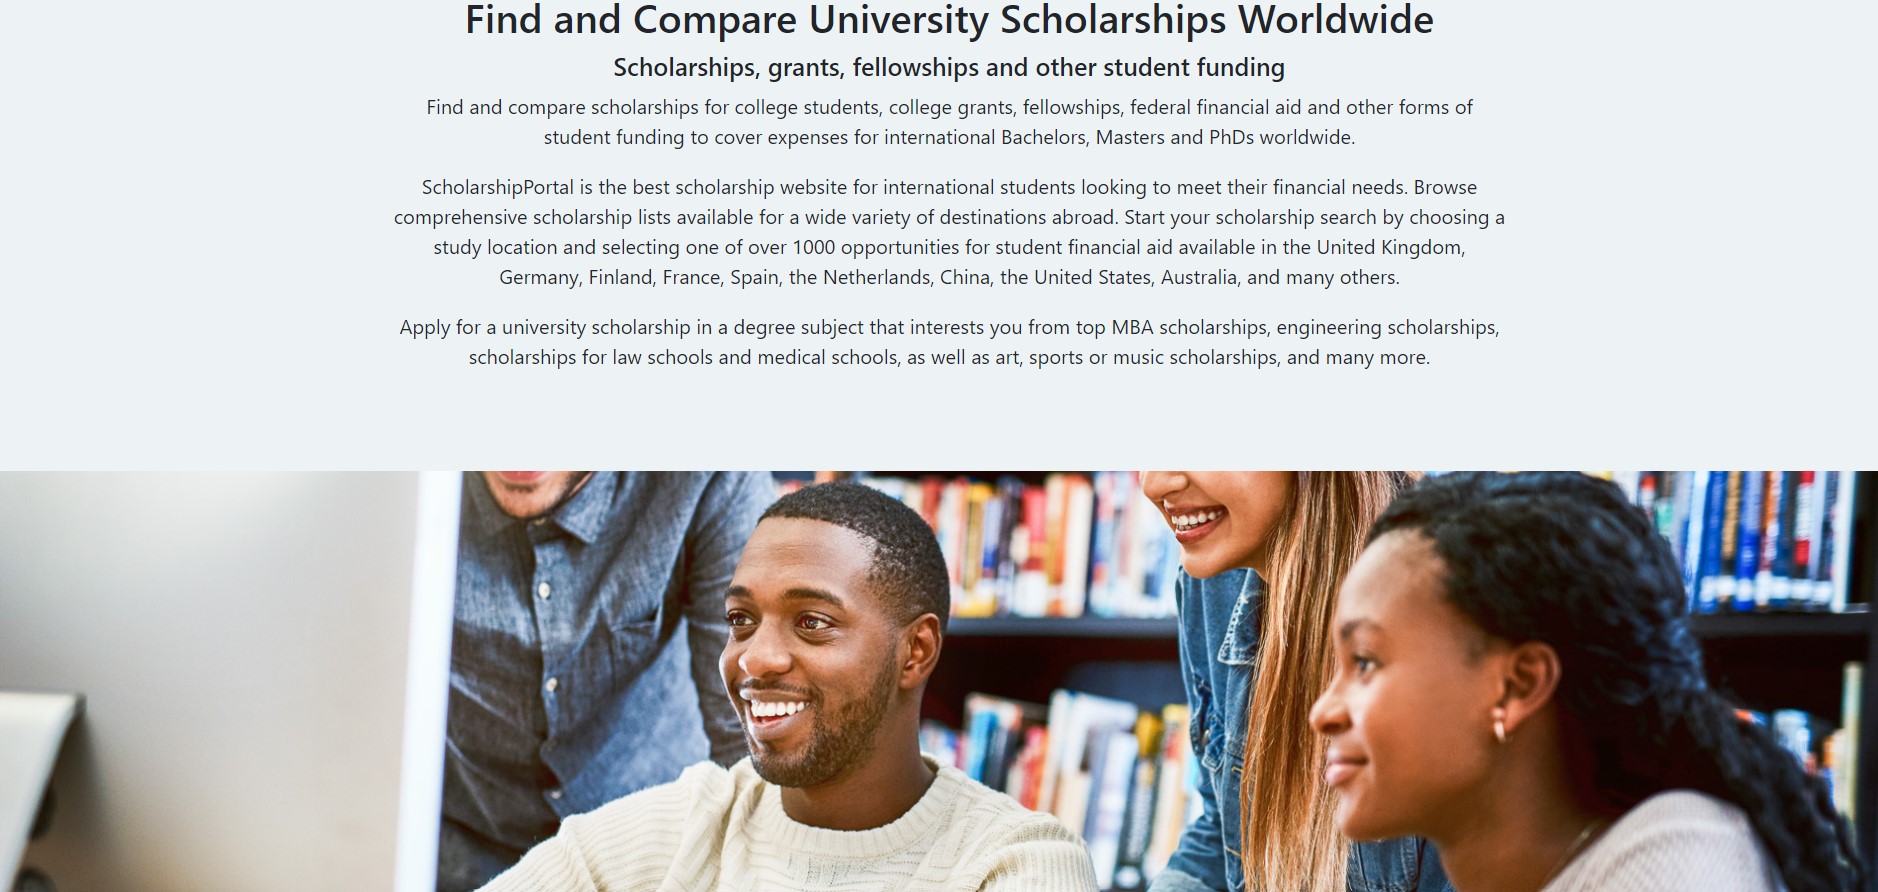 Find and Compare University Scholarships Worldwide
Scholarships, grants, fellowships and other student funding
Find and compare scholarships for college students, college grants, fellowships, federal financial aid and other forms of
student funding to cover expenses for international Bachelors, Masters and PhDs worldwide.
ScholarshipPortal is the best scholarship website for international students looking to meet their financial needs. Browse
comprehensive scholarship lists available for a wide variety of destinations abroad. Start your scholarship search by choosing a
study location and selecting one of over 1000 opportunities for student financial aid available in the United Kingdom,
Germany, Finland, France, Spain, the Netherlands, China, the United States, Australia, and many others.
Apply for a university scholarship in a degree subject that interests you from top MBA scholarships, engineering scholarships,
scholarships for law schools and medical schools, as well as art, sports or music scholarships, and many more.